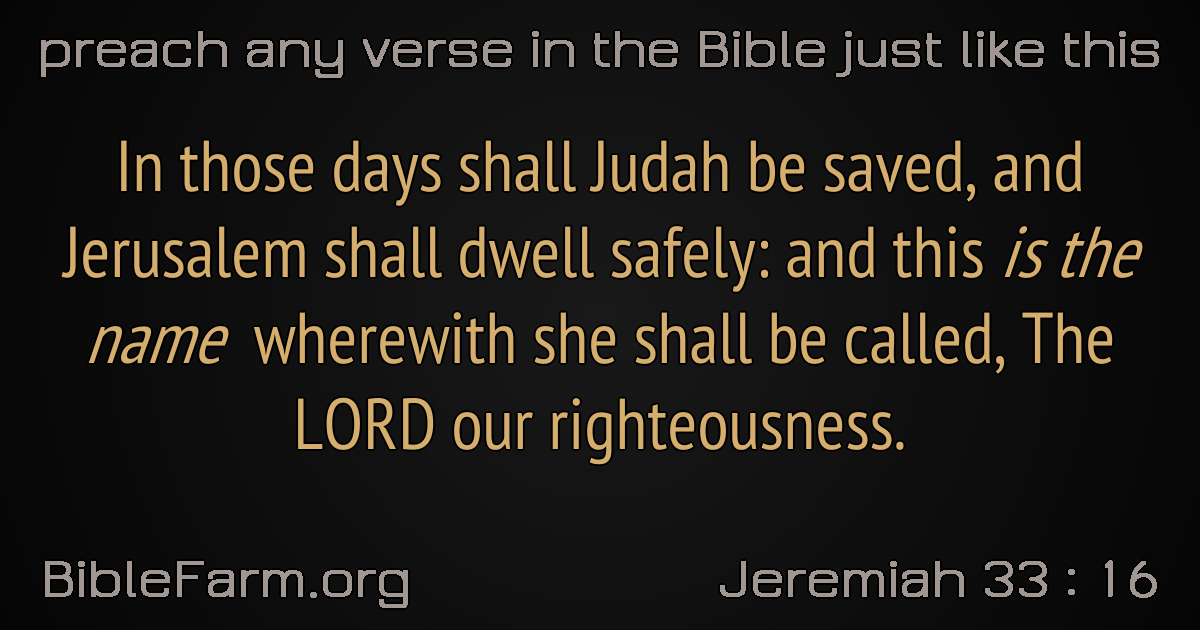 preach any verse in the Bible just like this
In those days shall Judah be saved, and
Jerusalem shall dwell safely: and this is the
name wherewith she shall be called, The
LORD our righteousness.
BibleFarm.org
Jeremiah 33 : 16